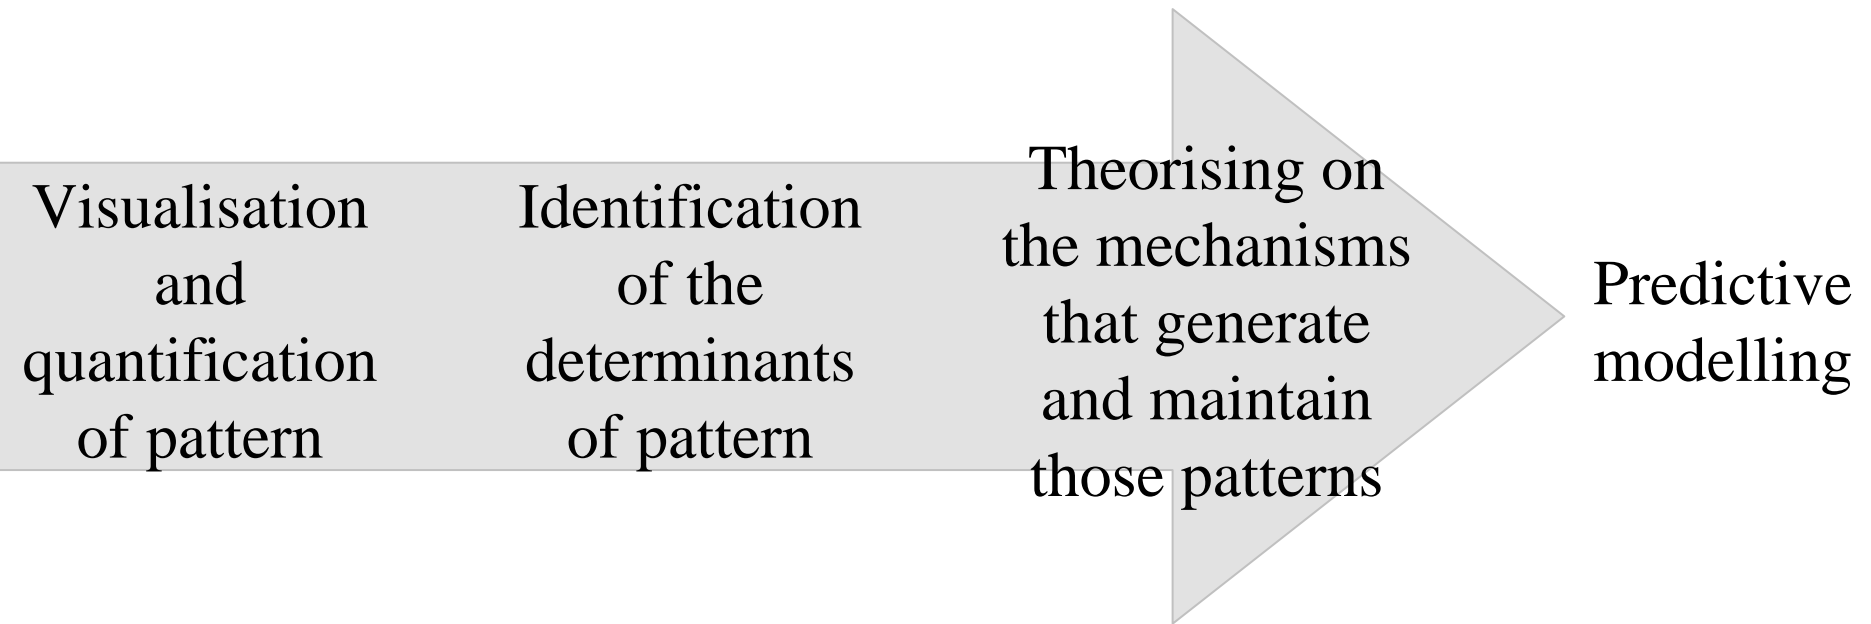 Visualisation
and
quantification
of pattern
Identification
of the
determinants
of pattern
Theorising on
the mechanisms
that generate
and maintain
those patterns
Predictive
modelling